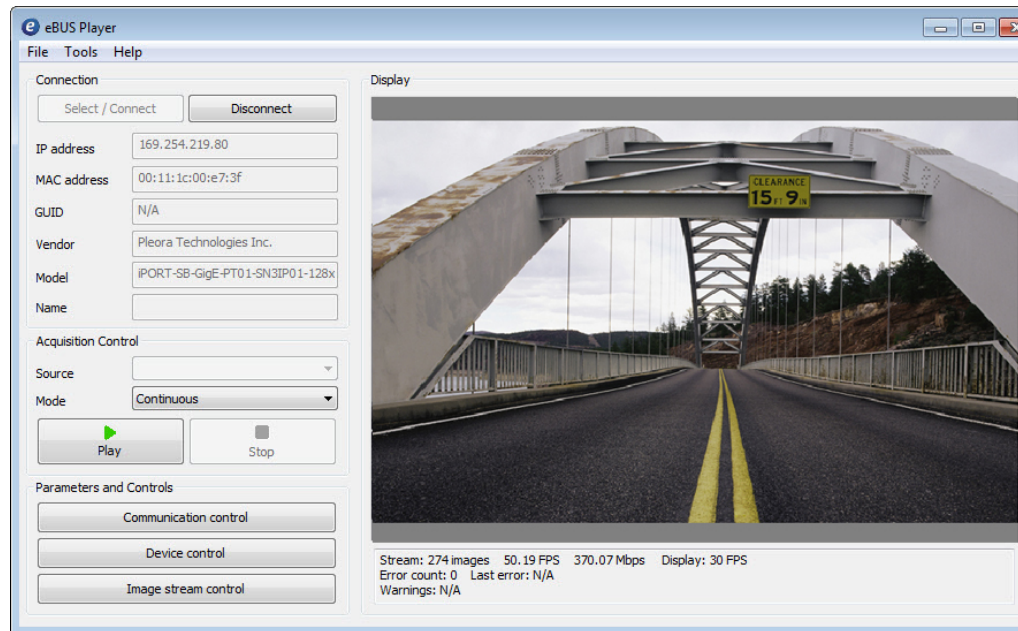 eBUS Player
File Tools Help
Connection
Select / Connect Disconnect
IP address 169.254.219.80
MAC address 00:11:1c:00:e7:3f
GUID N/A
Vendor Pleora Technologies Inc.
Model iPORT-SB-GigE-PT01-SN3IP01-128x
Name
Acquisition Control
Source
Mode Continuous
Play Stop
Parameters and Controls
Communication control
Device control
Image stream control
Display
CLEARANCE
15 FT 9 IN
Stream: 274 images 50.19 FPS 370.07 Mbps Display: 30 FPS
Error count: 0 Last error: N/A
Warnings: N/A